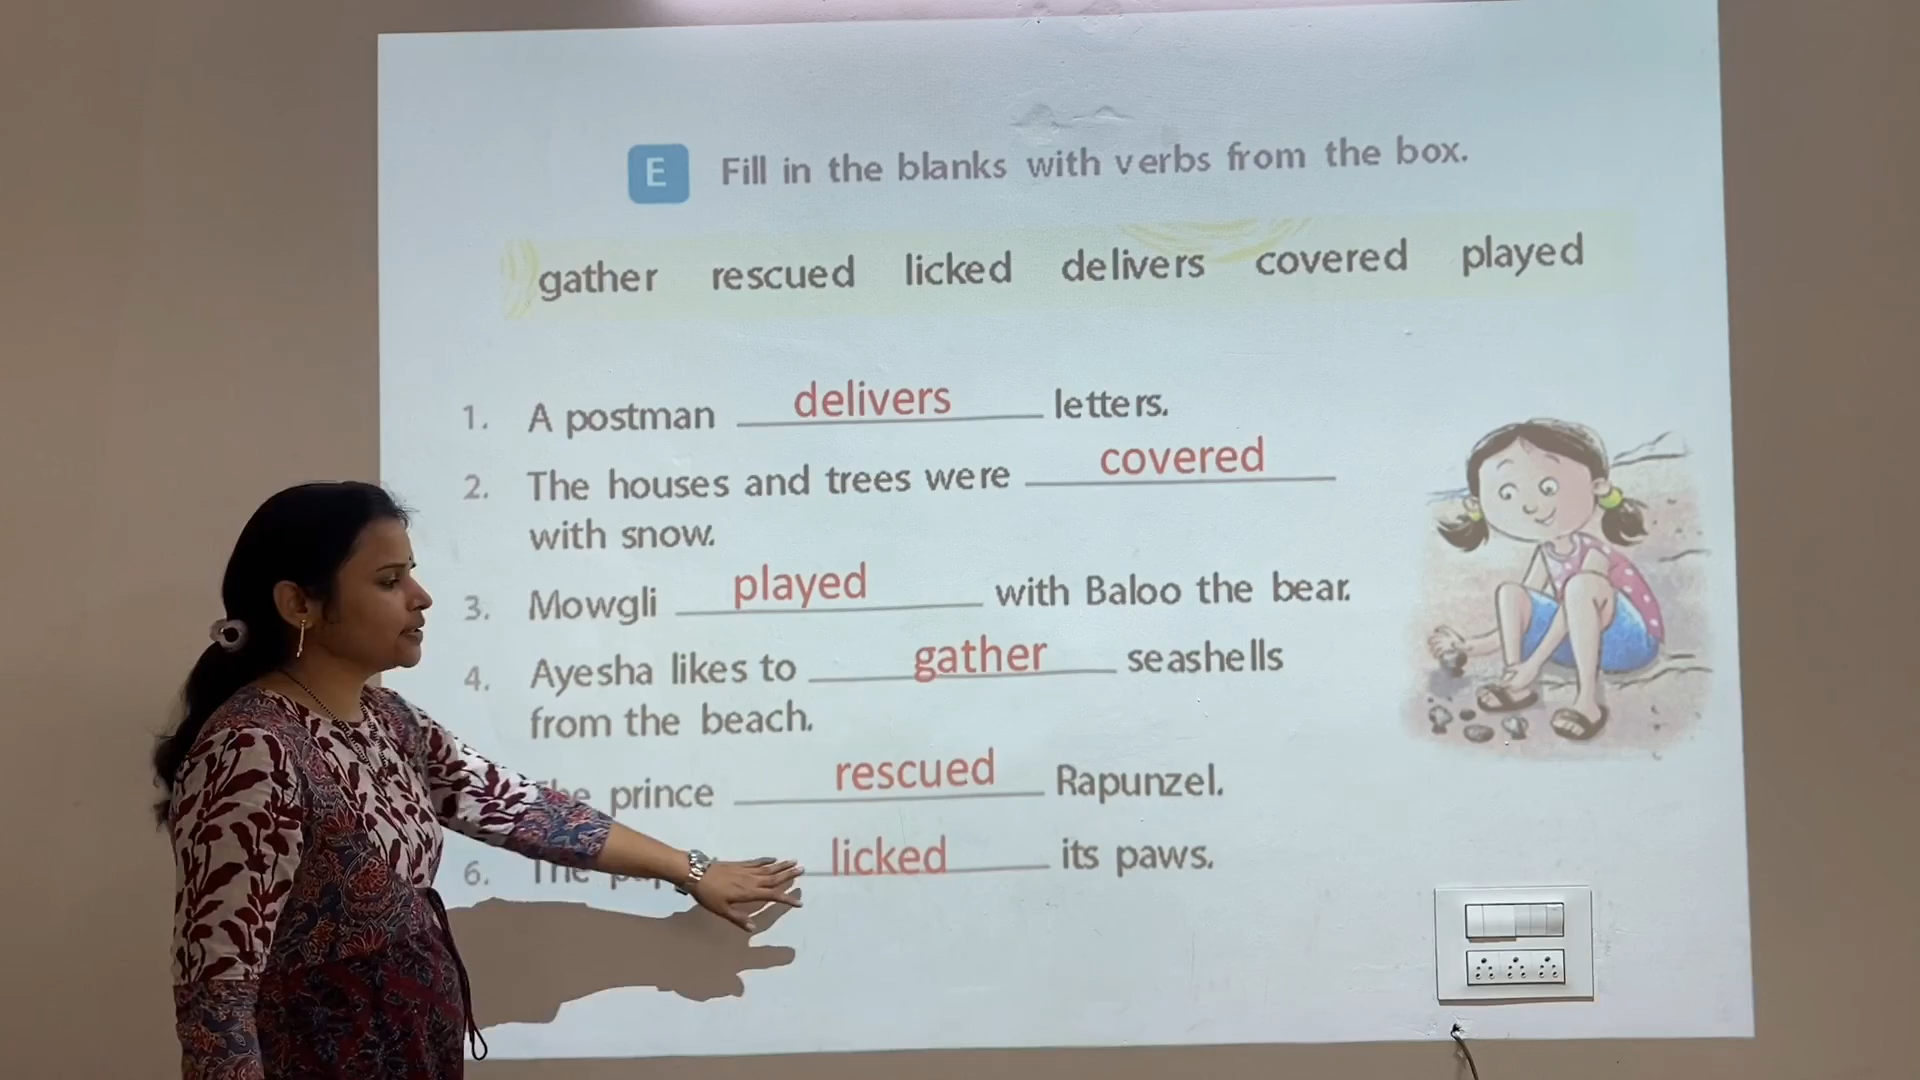 E Fill in the blanks with verbs from the box.
gather rescued licked delivers covered played
1. A postman delivers letters.
2. The houses and trees were covered
with snow.
3. Mowgli played with Baloo the bear.
4. Ayesha likes to gather seashells
from the beach.
The prince rescued Rapunzel.
6. The licked its paws.